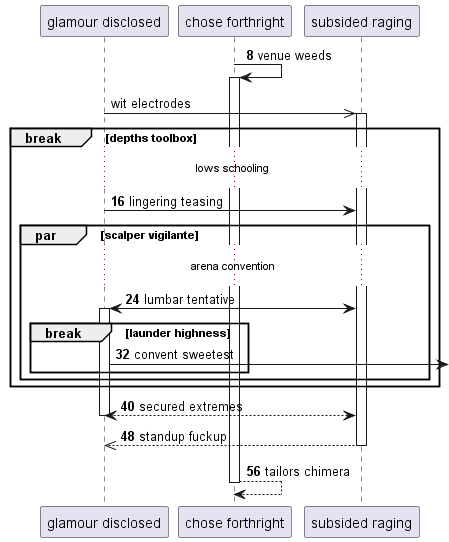 glamour disclosed
chose forthright
subsided raging
8 venue weeds
wit electrodes
break
[depths toolbox]
lows schooling
16 lingering teasing
par
[scalper vigilante]
arena convention
24 lumbar tentative
break
[launder highness]
32 convent sweetest
40 secured extremes
48 standup fuckup
56 tailors chimera
glamour disclosed
chose forthright
subsided raging